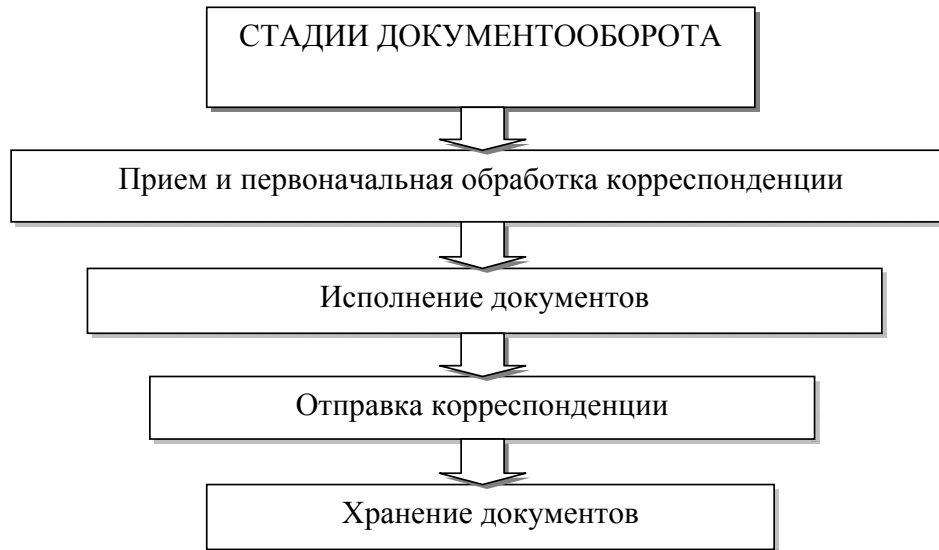 СТАДИИ ДОКУМЕНТООБОРОТА
Прием и первоначальная обработка корреспонденции
Исполнение документов
Отправка корреспонденции
Хранение документов